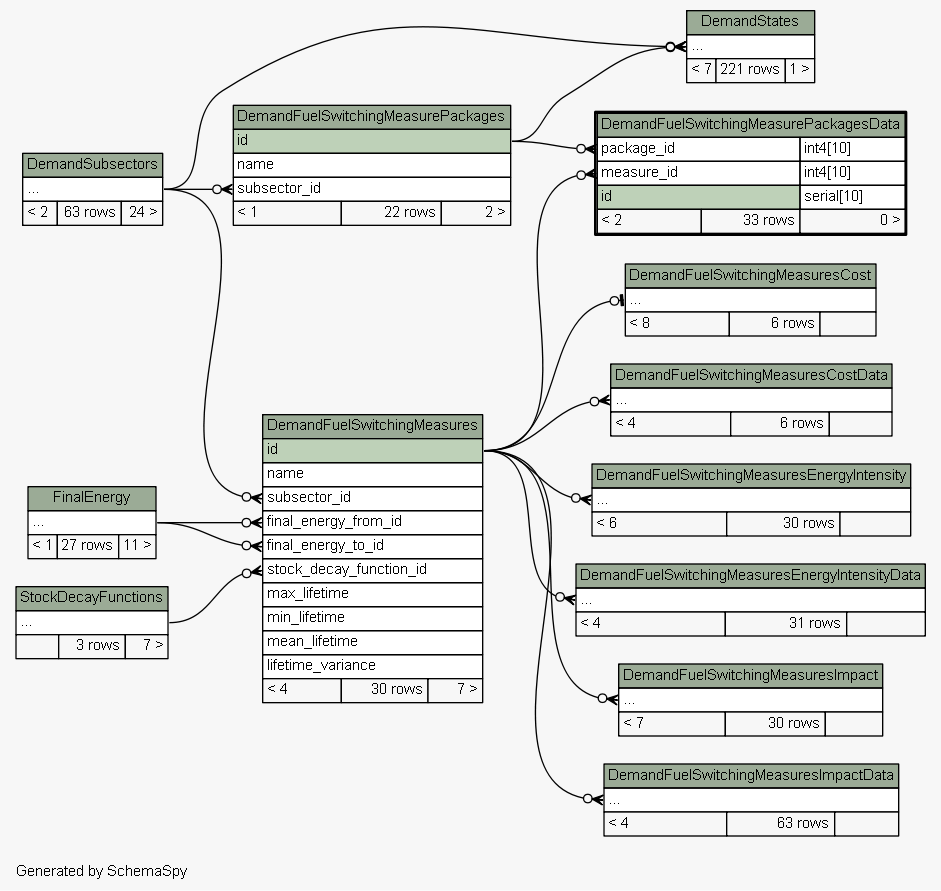 DemandStates
...
< 7 221 rows 1 >
DemandFuelSwitchingMeasurePackages
id
name
subsector_id
< 1 22 rows 2 >
DemandFuelSwitchingMeasurePackagesData
package_id int4[10]
measure_id int4[10]
id serial[10]
< 2 33 rows 0 >
DemandSubsectors
...
< 2 63 rows 24 >
DemandFuelSwitchingMeasuresCost
...
< 8 6 rows
DemandFuelSwitchingMeasuresCostData
...
< 4 6 rows
DemandFuelSwitchingMeasures
id
name
subsector_id
final_energy_from_id
final_energy_to_id
stock_decay_function_id
max_lifetime
min_lifetime
mean_lifetime
lifetime_variance
< 4 30 rows 7 >
DemandFuelSwitchingMeasuresEnergyIntensity
...
< 6 30 rows
FinalEnergy
...
< 1 27 rows 11 >
DemandFuelSwitchingMeasuresEnergyIntensityData
...
< 4 31 rows
StockDecayFunctions
...
3 rows 7 >
DemandFuelSwitchingMeasuresImpact
...
< 7 30 rows
DemandFuelSwitchingMeasuresImpactData
...
< 4 63 rows
Generated by SchemaSpy